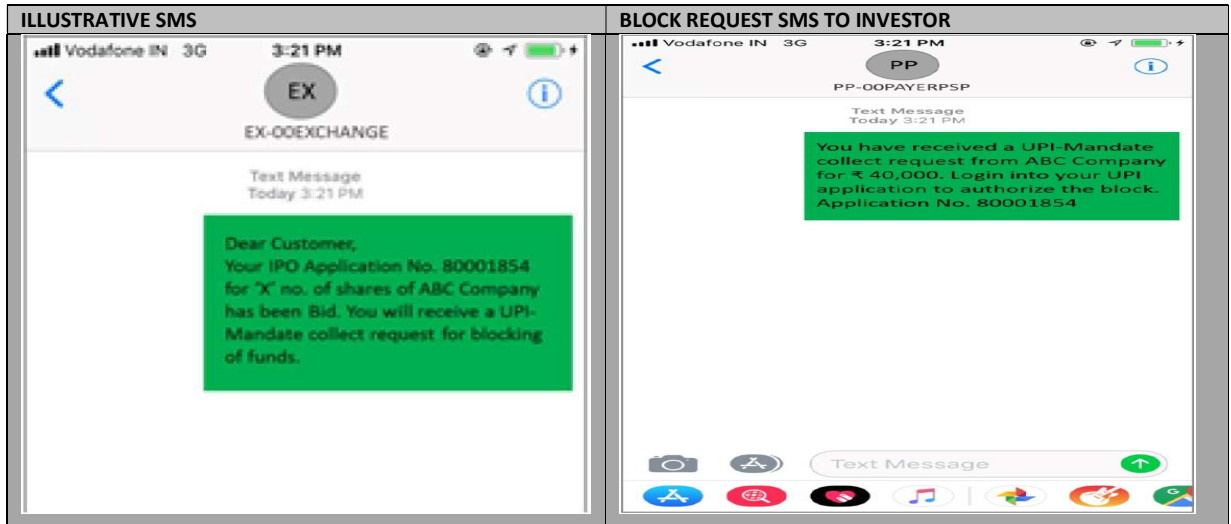 ILLUSTRATIVE SMS
BLOCK REQUEST SMS TO INVESTOR
Vodafone IN 3G 3:21 PM
EX
EX-00EXCHANGE
Text Message
Today 3:21 PM
Dear Customer,
Your IPO Application No. 80001854
for 'X' no. of shares of ABC Company
has been Bid. You will receive a UPI-
Mandate collect request for blocking
of funds.
Vodafone IN 3G 3:21 PM
PP
PP-00PAYERPSP
Text Message
Today 3:21 PM
You have received a UPI-Mandate
collect request from ABC Company
for ₹ 40,000. Login into your UPI
application to authorize the block.
Application No. 80001854
Text Message